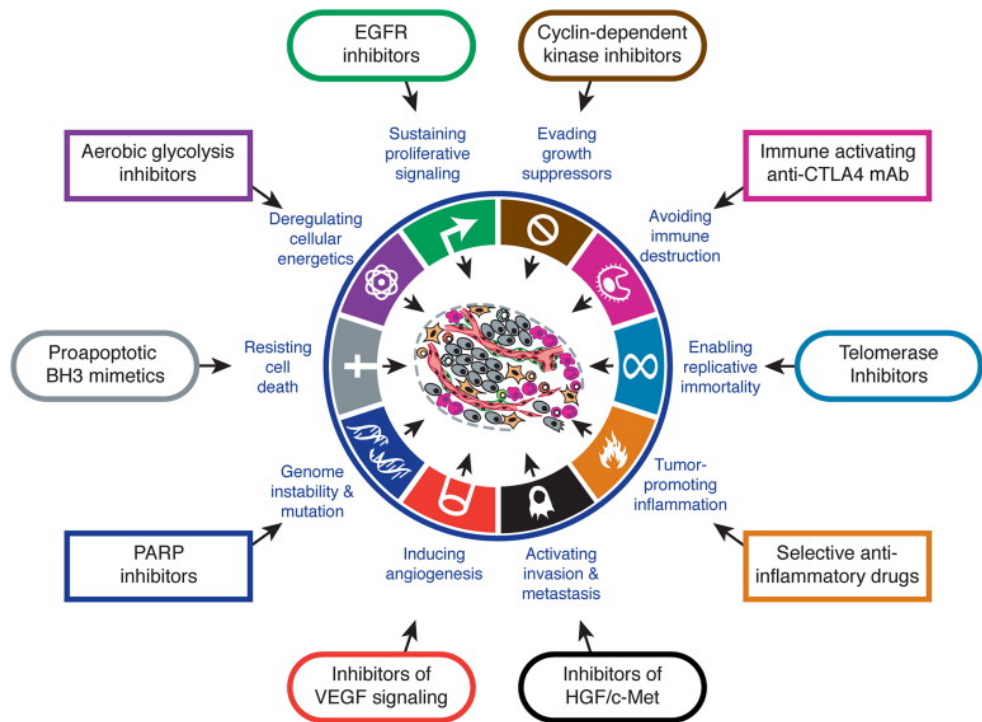 EGFR
inhibitors
Cyclin-dependent
kinase inhibitors
Sustaining
proliferative
signaling
Evading
growth
suppressors
Aerobic glycolysis
inhibitors
Immune activating
anti-CTLA4 mAb
Deregulating
cellular
energetics
Avoiding
immune
destruction
Proapoptotic
BH3 mimetics
Resisting
cell
death
Enabling
replicative
immortality
Telomerase
Inhibitors
Genome
instability &
mutation
Tumor-
promoting
inflammation
PARP
inhibitors
Inducing
angiogenesis
Activating
invasion &
metastasis
Selective anti-
inflammatory drugs
Inhibitors of
VEGF signaling
Inhibitors of
HGF/c-Met